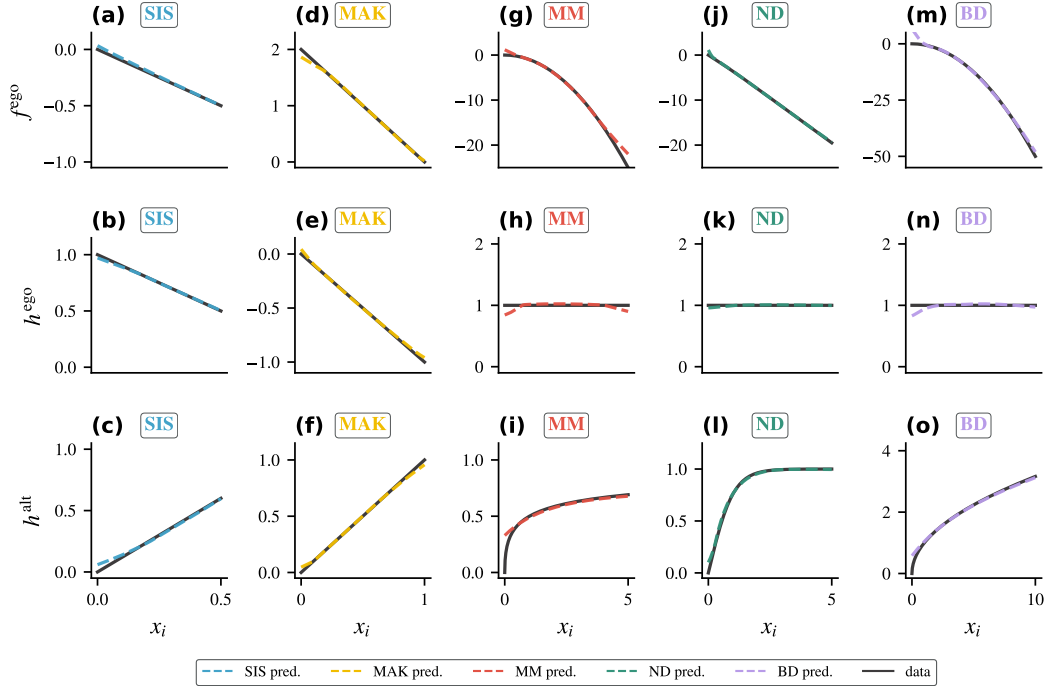 (a) SIS (d) MAK (g) MM (j) ND (m) BD
f^ego
0.0 −0.5 −1.0
2 1 0
0 −10 −20
0 −10 −20
0 −25 −50
(b) SIS (e) MAK (h) MM (k) ND (n) BD
h^ego
1.0 0.5 0.0
0.0 −0.5 −1.0
2 1 0
2 1 0
2 1 0
(c) SIS (f) MAK (i) MM (l) ND (o) BD
h^alt
1.0 0.5 0.0
1.0 0.5 0.0
1.0 0.5 0.0
1.0 0.5 0.0
4 2 0
0.0 0.5 0 1 0 5 0 5 0 10
x_i x_i x_i x_i x_i
SIS pred. MAK pred. MM pred. ND pred. BD pred. data